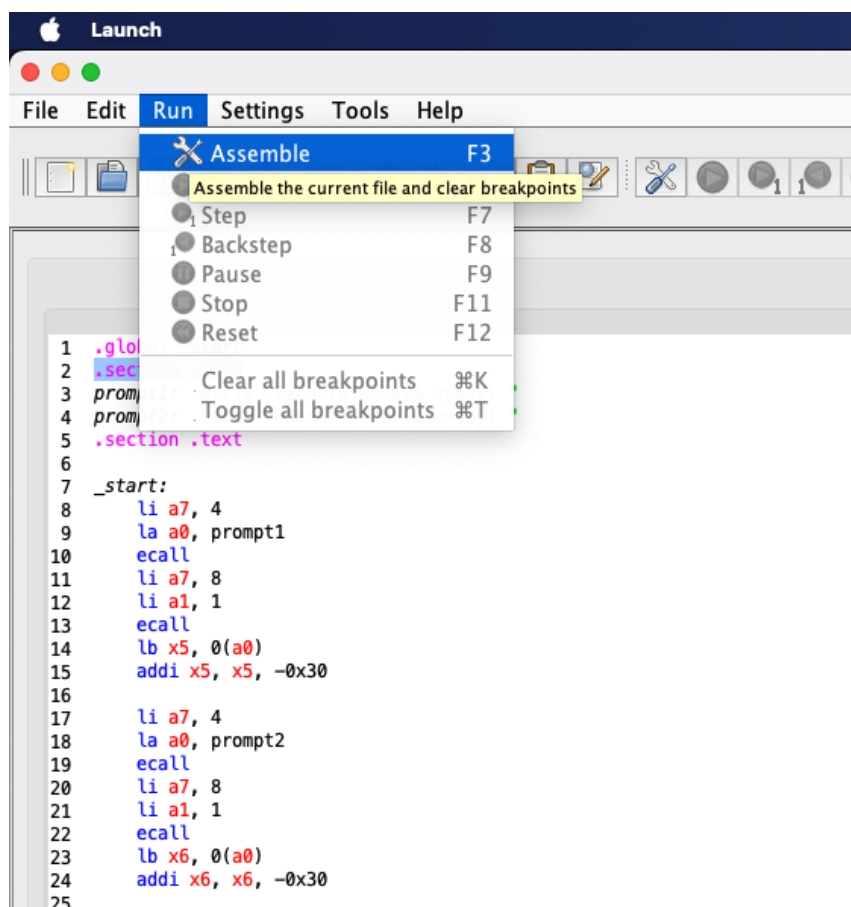 Launch
File Edit Run Settings Tools Help
Assemble F3
Assemble the current file and clear breakpoints
Step F7
Backstep F8
Pause F9
Stop F11
Reset F12
Clear all breakpoints ⌘K
Toggle all breakpoints ⌘T
1 .glo
2 .sec
3 prom
4 prom
5 .section .text
6
7 _start:
8 li a7, 4
9 la a0, prompt1
10 ecall
11 li a7, 8
12 li a1, 1
13 ecall
14 lb x5, 0(a0)
15 addi x5, x5, -0x30
16
17 li a7, 4
18 la a0, prompt2
19 ecall
20 li a7, 8
21 li a1, 1
22 ecall
23 lb x6, 0(a0)
24 addi x6, x6, -0x30
25